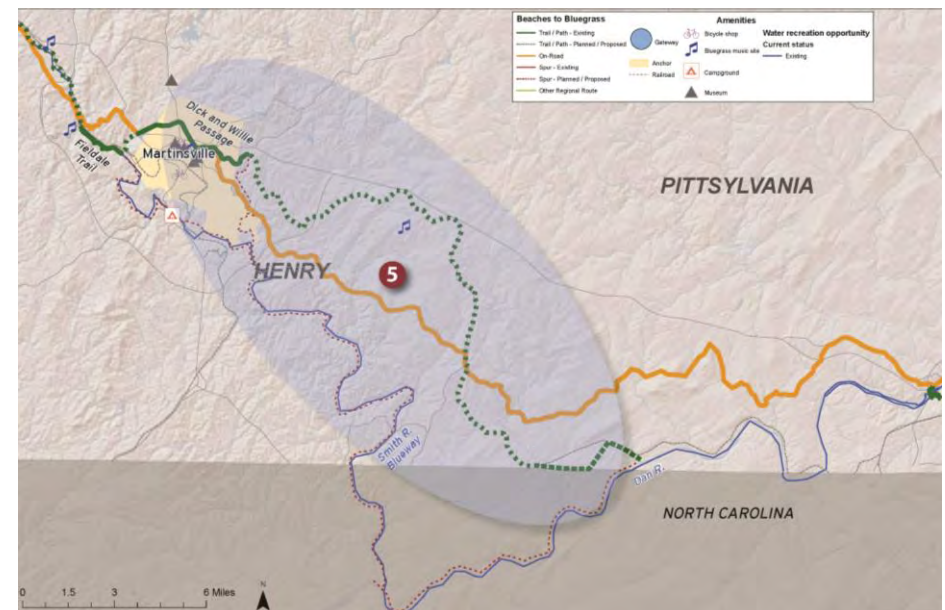 Beaches to Bluegrass
Trail / Path - Existing
Trail / Path - Planned / Proposed
On-Road
Spur - Existing
Spur - Planned / Proposed
Other Regional Route
Gateway
Anchor
Railroad
Amenities
Bicycle shop
Bluegrass music site
Campground
Museum
Water recreation opportunity
Current status
Existing
Dick and Willie
Passage
Martinsville
Fieldale
Trail
PITTSYLVANIA
HENRY
5
Smith R.
Blueway
Dan R.
NORTH CAROLINA
0 1.5 3 6 Miles
N